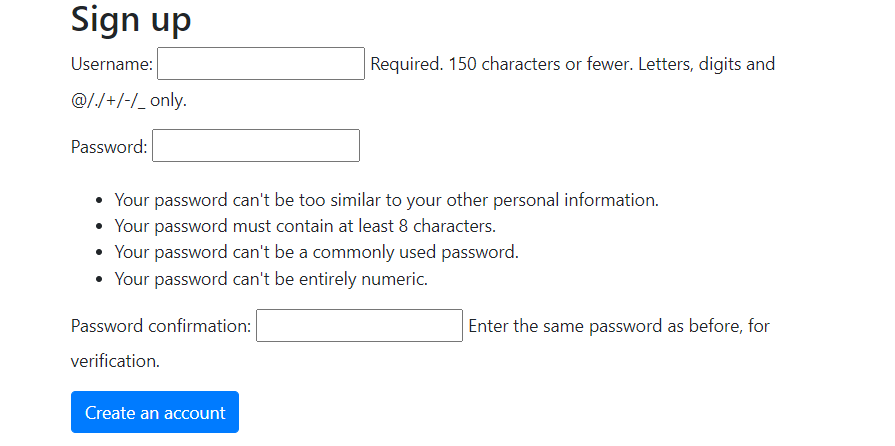 Sign up
Username: Required. 150 characters or fewer. Letters, digits and
@/./+/-/_ only.
Password:
• Your password can't be too similar to your other personal information.
• Your password must contain at least 8 characters.
• Your password can't be a commonly used password.
• Your password can't be entirely numeric.
Password confirmation: Enter the same password as before, for
verification.
Create an account